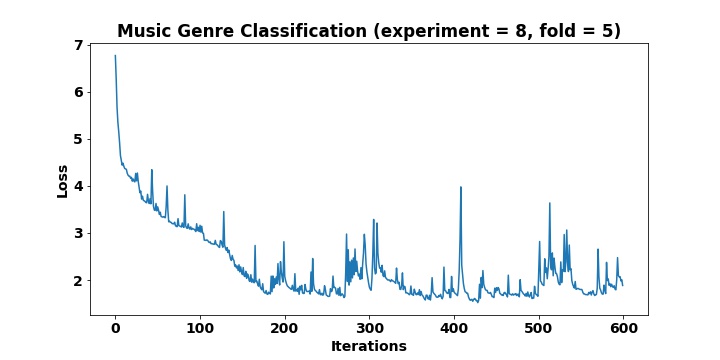 Music Genre Classification (experiment = 8, fold = 5)
7
6
5
4
3
2
Loss
0 100 200 300 400 500 600
Iterations